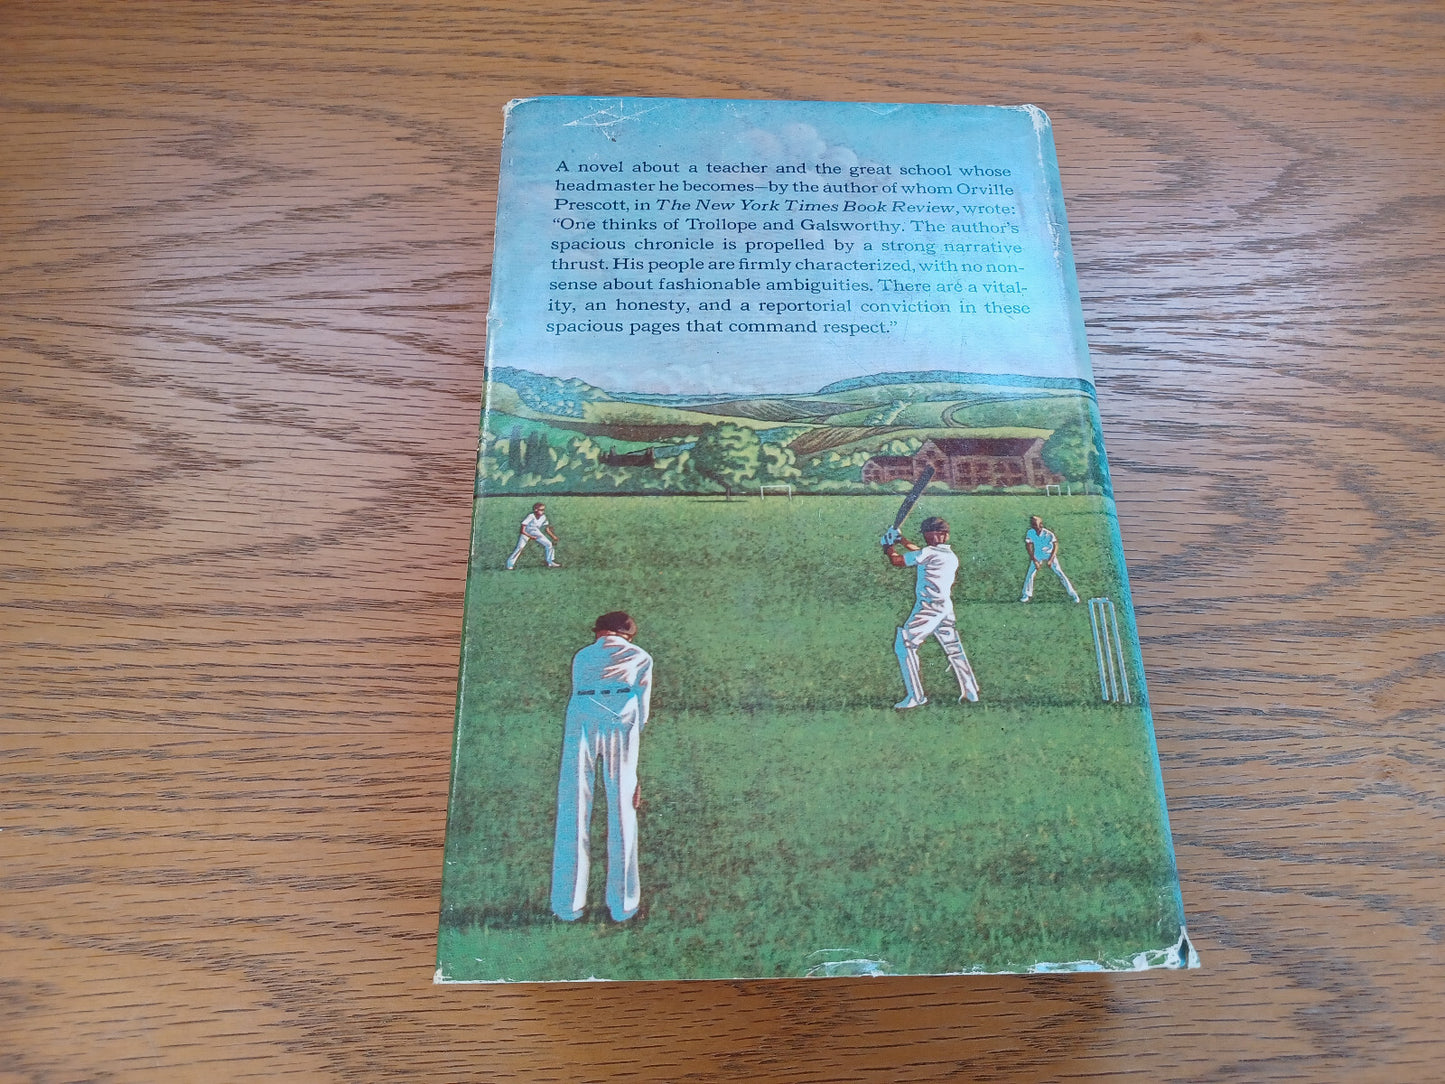 A novel about a teacher and the great school whose
headmaster he becomes—by the author of whom Orville
Prescott, in The New York Times Book Review, wrote:
“One thinks of Trollope and Galsworthy. The author’s
spacious chronicle is propelled by a strong narrative
thrust. His people are firmly characterized, with no non-
sense about fashionable ambiguities. There are a vital-
ity, an honesty, and a reportorial conviction in these
spacious pages that command respect.”